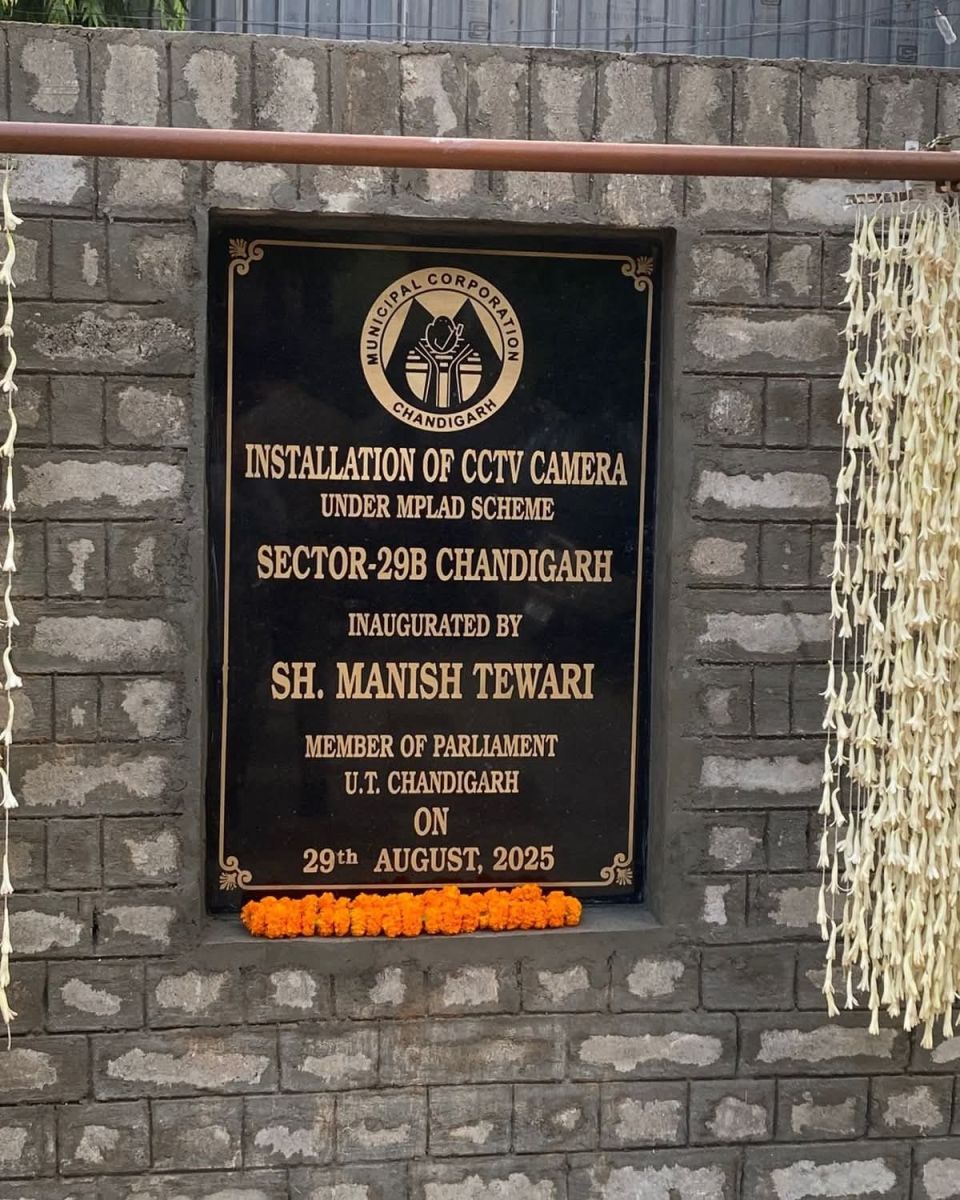 MUNICIPAL CORPORATION
CHANDIGARH
INSTALLATION OF CCTV CAMERA
UNDER MPLAD SCHEME
SECTOR-29B CHANDIGARH
INAUGURATED BY
SH. MANISH TEWARI
MEMBER OF PARLIAMENT
U.T. CHANDIGARH
ON
29th AUGUST, 2025